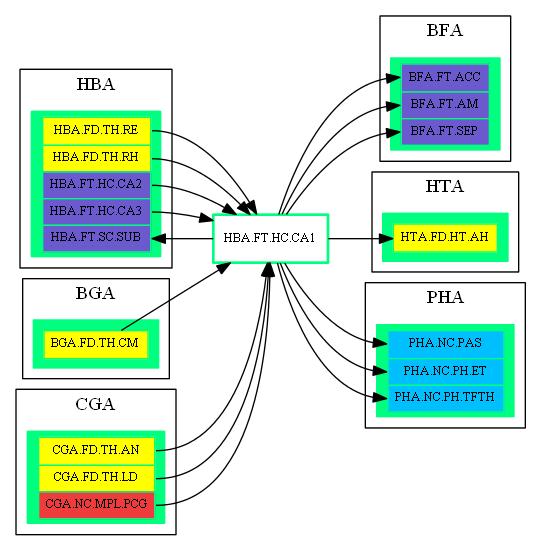 HBA
HBA.FD.TH.RE
HBA.FD.TH.RH
HBA.FT.HC.CA2
HBA.FT.HC.CA3
HBA.FT.SC.SUB
BGA
BGA.FD.TH.CM
CGA
CGA.FD.TH.AN
CGA.FD.TH.LD
CGA.NC.MPL.PCG
HBA.FT.HC.CA1
BFA
BFA.FT.ACC
BFA.FT.AM
BFA.FT.SEP
HTA
HTA.FD.HT.AH
PHA
PHA.NC.PAS
PHA.NC.PH.ET
PHA.NC.PH.TFTH